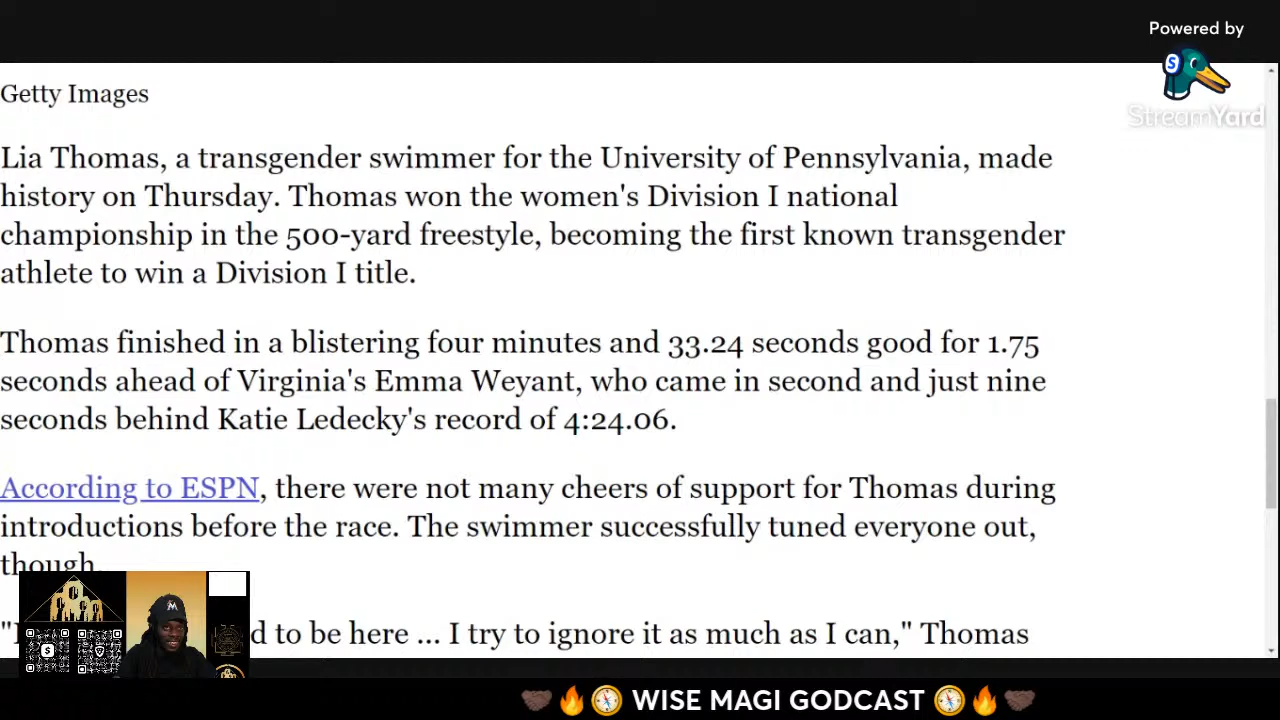 Powered by
StreamYard
Getty Images
Lia Thomas, a transgender swimmer for the University of Pennsylvania, made
history on Thursday. Thomas won the women's Division I national
championship in the 500-yard freestyle, becoming the first known transgender
athlete to win a Division I title.
Thomas finished in a blistering four minutes and 33.24 seconds good for 1.75
seconds ahead of Virginia's Emma Weyant, who came in second and just nine
seconds behind Katie Ledecky's record of 4:24.06.
According to ESPN, there were not many cheers of support for Thomas during
introductions before the race. The swimmer successfully tuned everyone out,
though.
d to be here ... I try to ignore it as much as I can," Thomas
WISE MAGI GODCAST